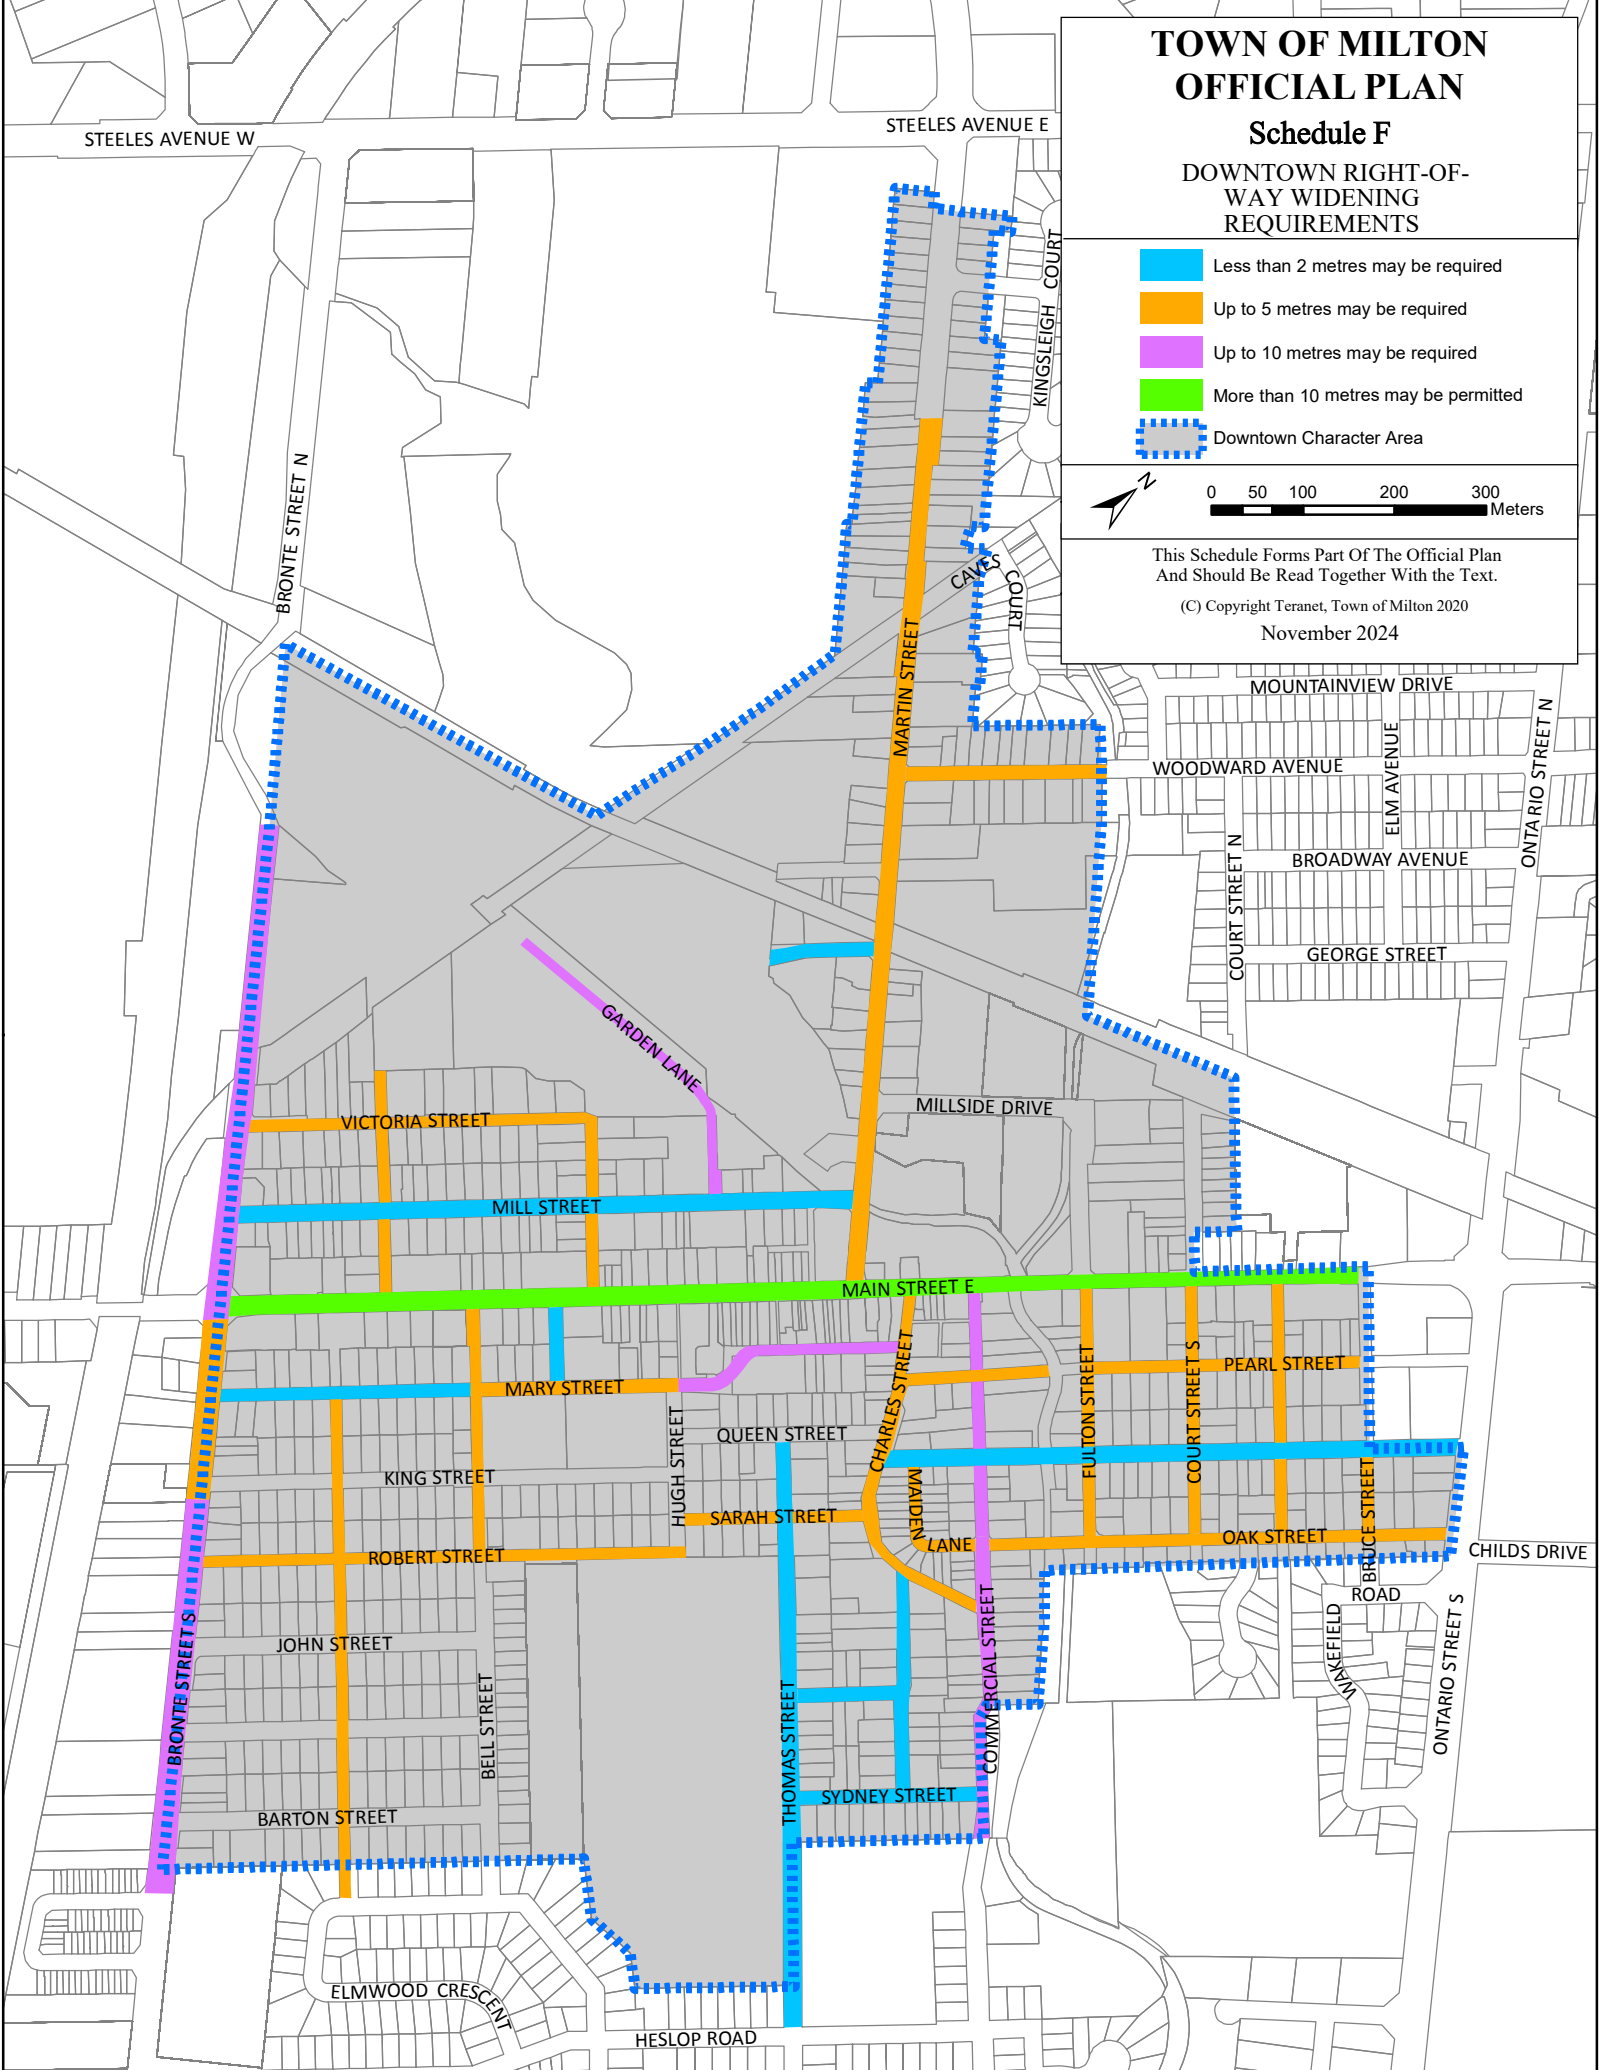 TOWN OF MILTON
OFFICIAL PLAN
Schedule F
DOWNTOWN RIGHT-OF-
WAY WIDENING
REQUIREMENTS
Less than 2 metres may be required
Up to 5 metres may be required
Up to 10 metres may be required
More than 10 metres may be permitted
Downtown Character Area
N
0 50 100 200 300
Meters
This Schedule Forms Part Of The Official Plan
And Should Be Read Together With the Text.
(C) Copyright Teranet, Town of Milton 2020
November 2024
STEELES AVENUE W
STEELES AVENUE E
KINGSLEIGH COURT
BRONTE STREET N
CAVES COURT
MARTIN STREET
MOUNTAINVIEW DRIVE
WOODWARD AVENUE
ELM AVENUE
ONTARIO STREET N
BROADWAY AVENUE
COURT STREET N
GEORGE STREET
GARDEN LANE
MILLSIDE DRIVE
VICTORIA STREET
MILL STREET
MAIN STREET E
CHARLES STREET
FULTON STREET
COURT STREET S
PEARL STREET
MARY STREET
HUGH STREET
QUEEN STREET
KING STREET
MAIDEN LANE
SARAH STREET
OAK STREET
BRUCE STREET
CHILDS DRIVE
ROBERT STREET
WAKEFIELD ROAD
BRONTE STREET S
JOHN STREET
BELL STREET
THOMAS STREET
COMMERCIAL STREET
ONTARIO STREET S
SYDNEY STREET
BARTON STREET
ELMWOOD CRESCENT
HESLOP ROAD